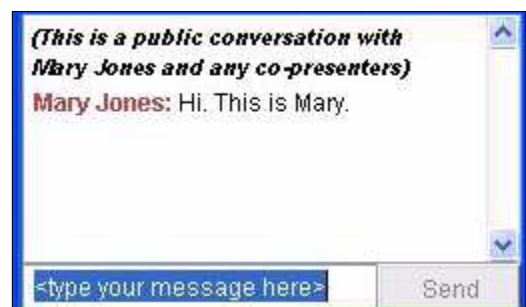 (This is a public conversation with
Mary Jones and any co-presenters)
Mary Jones: Hi. This is Mary.
<type your message here>
Send